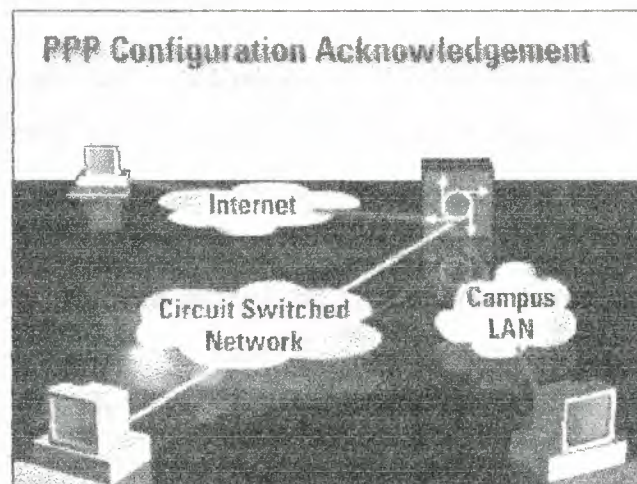 PPP Configuration Acknowledgement
Internet
Circuit Switched
Network
Campus
LAN